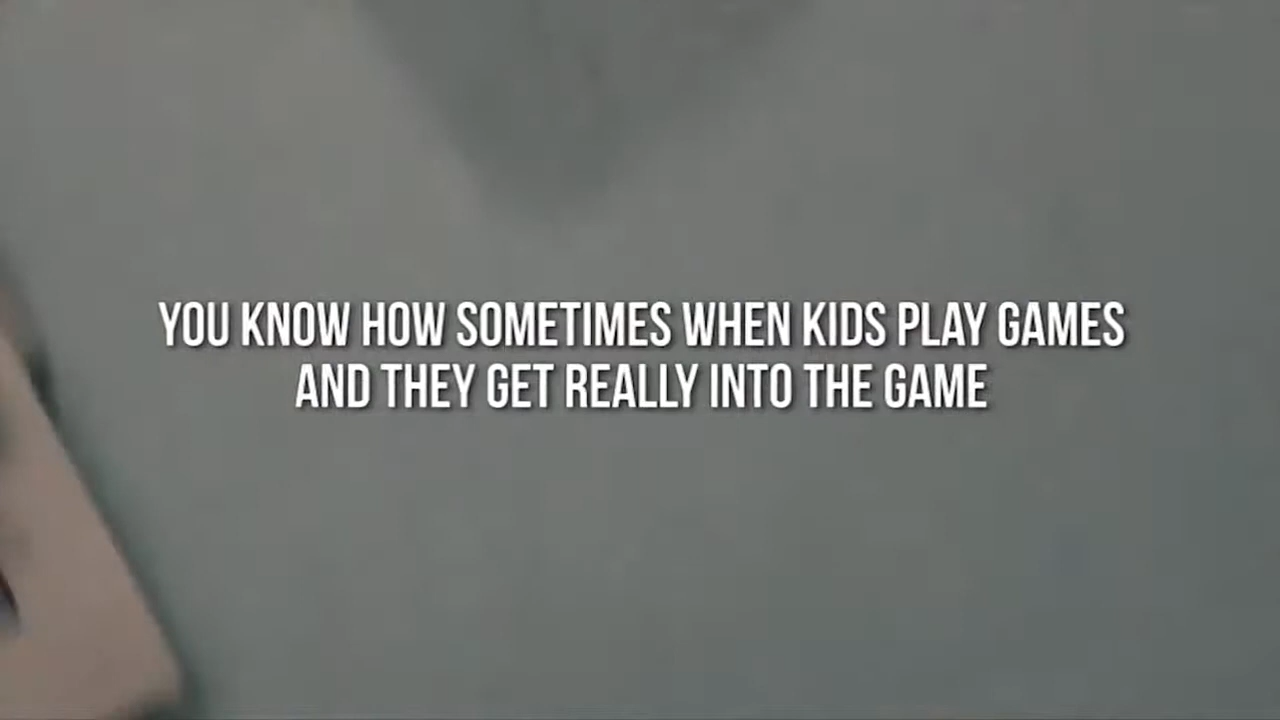 YOU KNOW HOW SOMETIMES WHEN KIDS PLAY GAMES
AND THEY GET REALLY INTO THE GAME